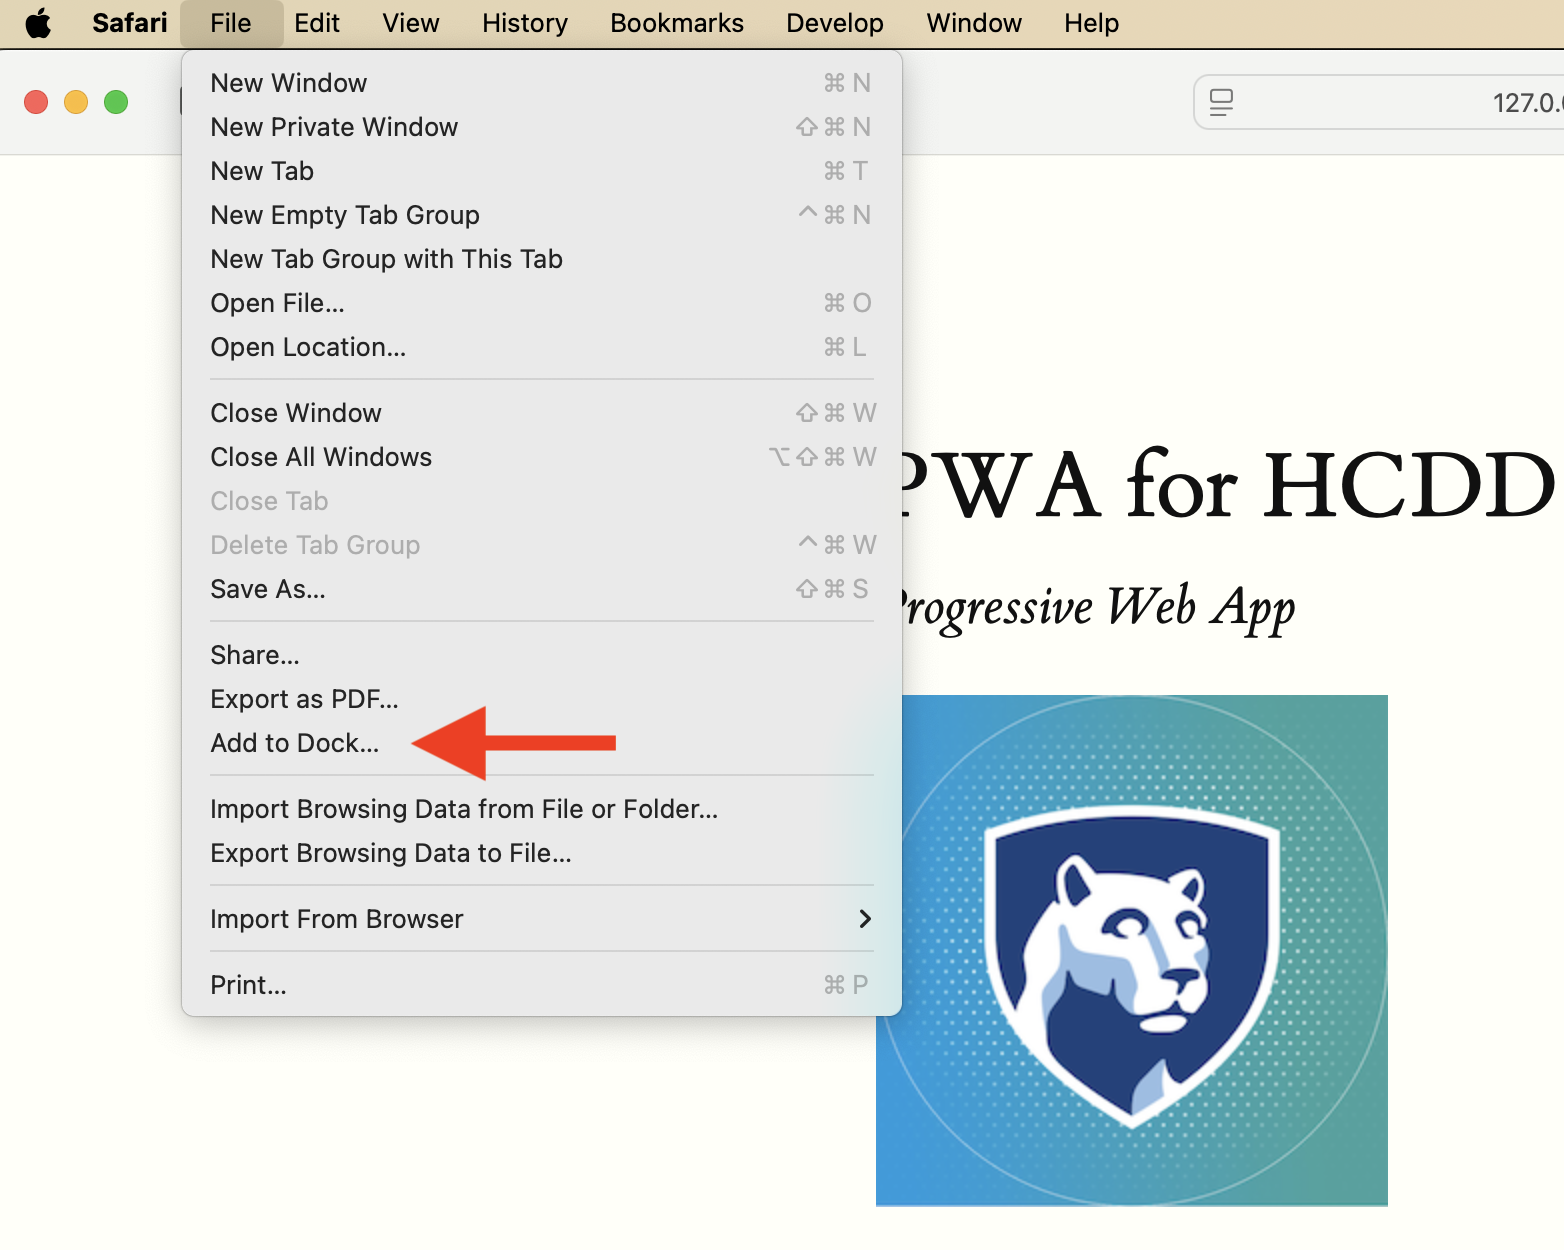 Safari File Edit View History Bookmarks Develop Window Help
127.0.
New Window ⌘ N
New Private Window ⇧ ⌘ N
New Tab ⌘ T
New Empty Tab Group ^ ⌘ N
New Tab Group with This Tab
Open File... ⌘ O
Open Location... ⌘ L
Close Window ⇧ ⌘ W
Close All Windows ⌥ ⇧ ⌘ W
Close Tab
Delete Tab Group ^ ⌘ W
Save As... ⇧ ⌘ S
Share...
Export as PDF...
Add to Dock...
Import Browsing Data from File or Folder...
Export Browsing Data to File...
Import From Browser
Print... ⌘ P
PWA for HCDD
Progressive Web App